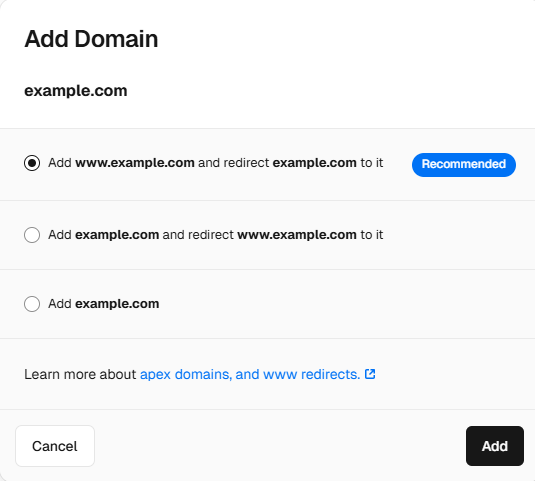 Add Domain
example.com
Add www.example.com and redirect example.com to it
Recommended
Add example.com and redirect www.example.com to it
Add example.com
Learn more about apex domains, and www redirects.
Cancel
Add